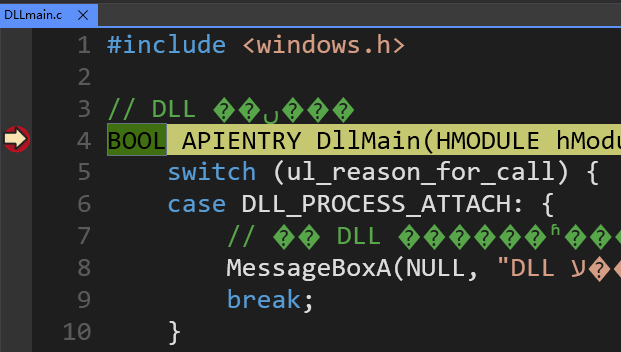 DLLmain.c
1 #include <windows.h>
2
3 // DLL ��ں���
4 BOOL APIENTRY DllMain(HMODULE hModu
5 switch (ul_reason_for_call) {
6 case DLL_PROCESS_ATTACH: {
7 // �� DLL ������ʱ���
8 MessageBoxA(NULL, "DLL ע��
9 break;
10 }